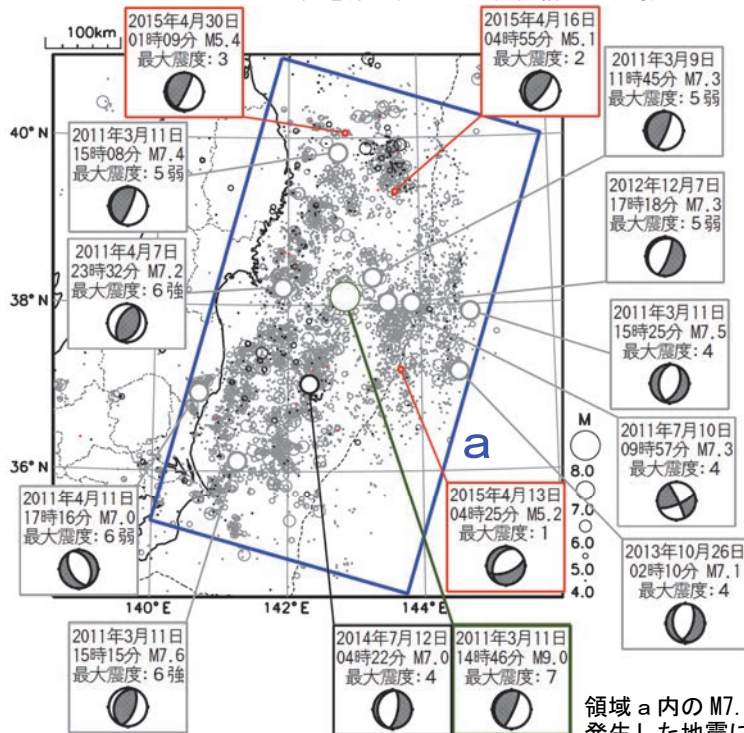 2015年4月30日
01時09分 M5.4
最大震度：3
2015年4月16日
04時55分 M5.1
最大震度：2
100km
2011年3月9日
11時45分 M7.3
最大震度：5弱
40°N
2011年3月11日
15時08分 M7.4
最大震度：5弱
2012年12月7日
17時18分 M7.3
最大震度：5弱
2011年4月7日
23時32分 M7.2
最大震度：6強
38°N
2011年3月11日
15時25分 M7.5
最大震度：4
a
M
8.0
7.0
6.0
5.0
4.0
2011年7月10日
09時57分 M7.3
最大震度：4
36°N
2011年4月11日
17時16分 M7.0
最大震度：6弱
2015年4月13日
04時25分 M5.2
最大震度：1
2013年10月26日
02時10分 M7.1
最大震度：4
140°E
142°E
144°E
2011年3月11日
15時15分 M7.6
最大震度：6強
2014年7月12日
04時22分 M7.0
最大震度：4
2011年3月11日
14時46分 M9.0
最大震度：7
領域ａ内のM7.
発生した地震に